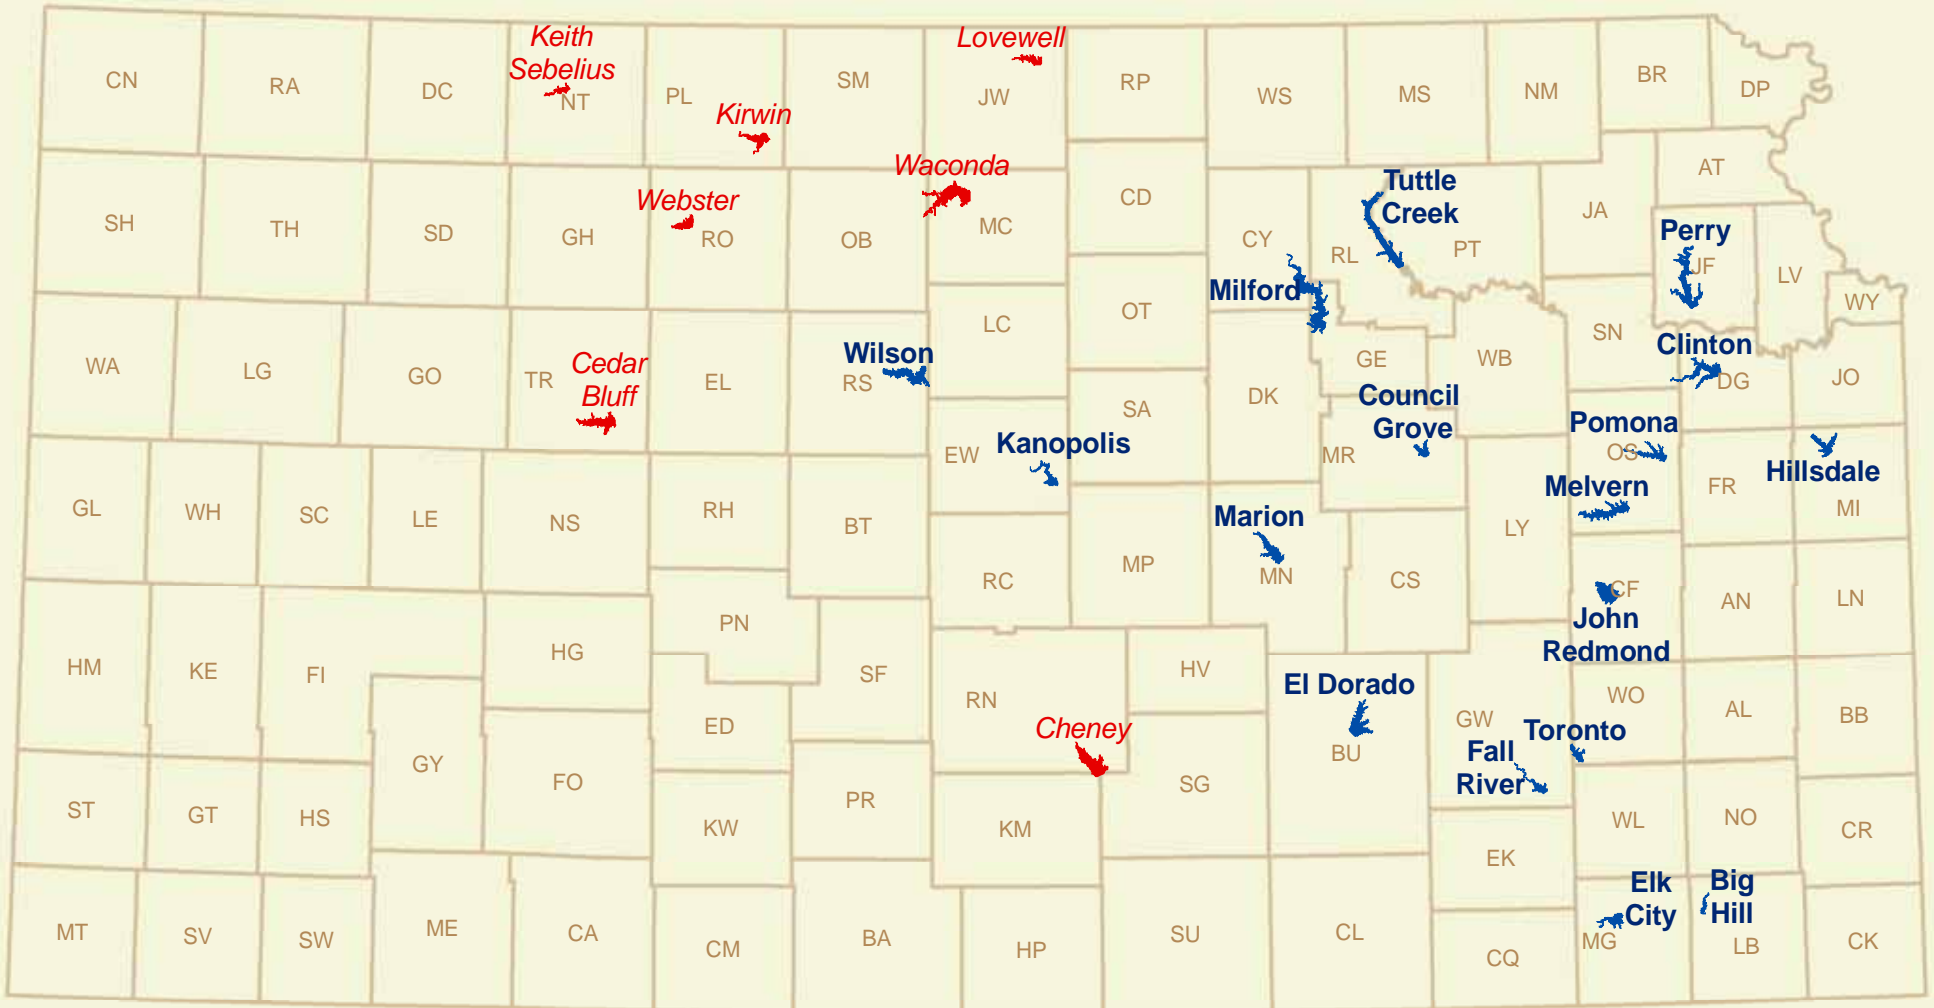 Keith
Sebelius
Lovewell
CN
RA
DC
NT
PL
SM
JW
RP
WS
MS
NM
BR
DP
Kirwin
Waconda
Webster
SH
TH
SD
GH
RO
OB
MC
CD
CY
RL
Tuttle
Creek
PT
JA
AT
Perry
JF
LV
WY
Milford
WA
LG
GO
TR
Cedar
Bluff
EL
Wilson
RS
LC
OT
SA
DK
GE
WB
SN
Clinton
DG
JO
EW
Kanopolis
Council
Grove
MR
Pomona
OS
Melvern
FR
Hillsdale
MI
GL
WH
SC
LE
NS
RH
BT
RC
MP
Marion
MN
CS
LY
CF
John
Redmond
AN
LN
HM
KE
FI
HG
PN
SF
RN
HV
El Dorado
BU
GW
WO
AL
BB
GY
ED
Cheney
SG
Toronto
Fall
River
ST
GT
HS
FO
KW
PR
KM
EK
WL
NO
CR
MT
SV
SW
ME
CA
CM
BA
HP
SU
CL
CQ
Elk
City
MG
Big
Hill
LB
CK